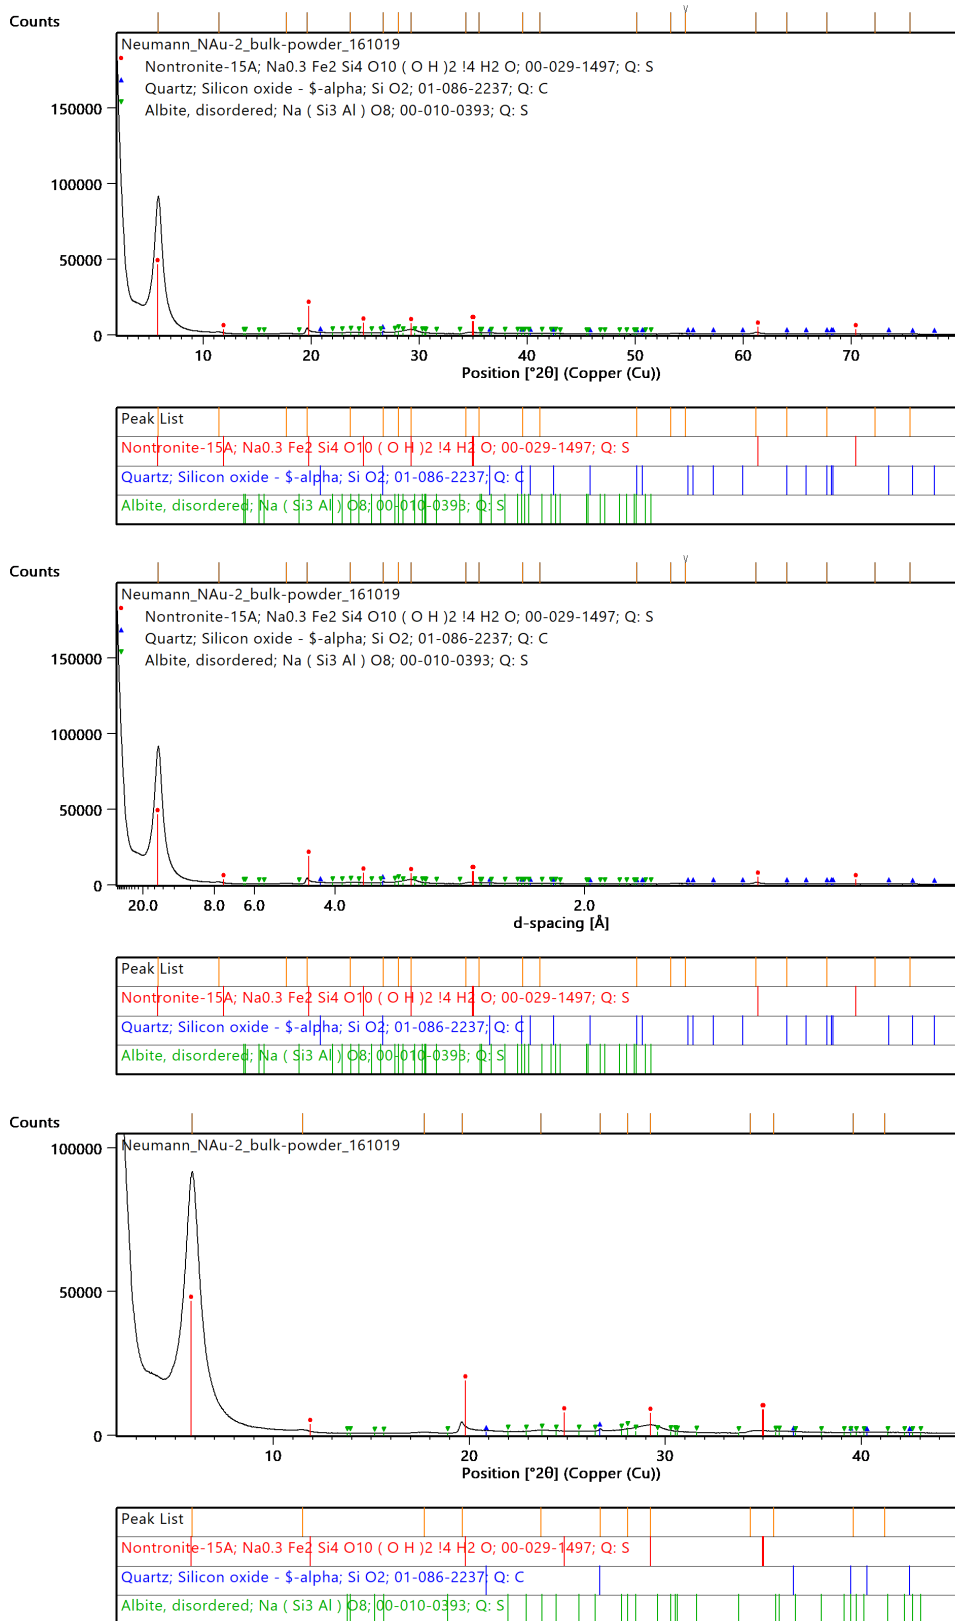 Counts
Neumann_NAu-2_bulk-powder_161019
Nontronite-15A; Na0.3 Fe2 Si4 O10 ( O H )2 !4 H2 O; 00-029-1497; Q: S
Quartz; Silicon oxide - $-alpha; Si O2; 01-086-2237; Q: C
Albite, disordered; Na ( Si3 Al ) O8; 00-010-0393; Q: S
150000
100000
50000
0
10 20 30 40 50 60 70
Position [°2θ] (Copper (Cu))
Peak List
Nontronite-15A; Na0.3 Fe2 Si4 O10 ( O H )2 !4 H2 O; 00-029-1497; Q: S
Quartz; Silicon oxide - $-alpha; Si O2; 01-086-2237; Q: C
Albite, disordered; Na ( Si3 Al ) O8; 00-010-0393; Q: S
Counts
Neumann_NAu-2_bulk-powder_161019
Nontronite-15A; Na0.3 Fe2 Si4 O10 ( O H )2 !4 H2 O; 00-029-1497; Q: S
Quartz; Silicon oxide - $-alpha; Si O2; 01-086-2237; Q: C
Albite, disordered; Na ( Si3 Al ) O8; 00-010-0393; Q: S
150000
100000
50000
0
20.0 8.0 6.0 4.0 2.0
d-spacing [Å]
Peak List
Nontronite-15A; Na0.3 Fe2 Si4 O10 ( O H )2 !4 H2 O; 00-029-1497; Q: S
Quartz; Silicon oxide - $-alpha; Si O2; 01-086-2237; Q: C
Albite, disordered; Na ( Si3 Al ) O8; 00-010-0393; Q: S
Counts
Neumann_NAu-2_bulk-powder_161019
100000
50000
0
10 20 30 40
Position [°2θ] (Copper (Cu))
Peak List
Nontronite-15A; Na0.3 Fe2 Si4 O10 ( O H )2 !4 H2 O; 00-029-1497; Q: S
Quartz; Silicon oxide - $-alpha; Si O2; 01-086-2237; Q: C
Albite, disordered; Na ( Si3 Al ) O8; 00-010-0393; Q: S